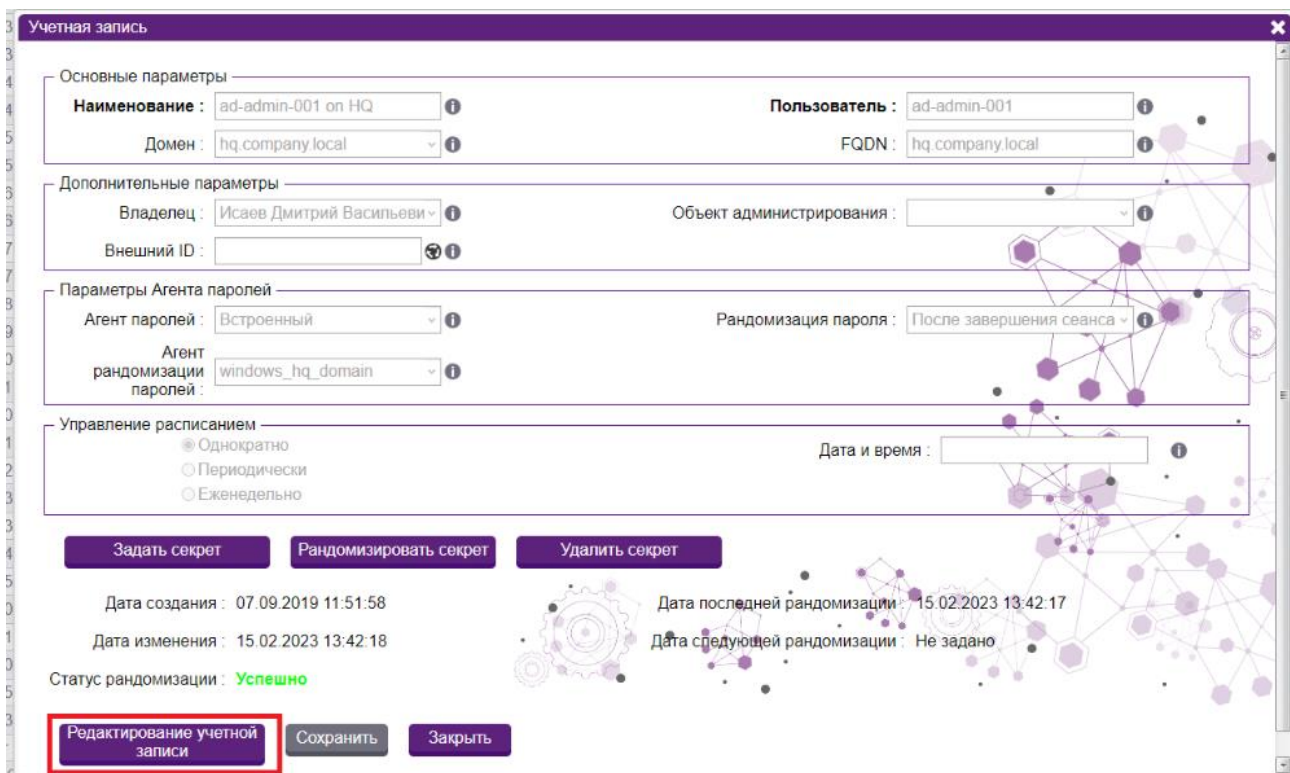 Учетная запись
Основные параметры
Наименование : ad-admin-001 on HQ
Пользователь : ad-admin-001
Домен : hq.company.local
FQDN : hq.company.local
Дополнительные параметры
Владелец : Исаев Дмитрий Васильеви
Объект администрирования :
Внешний ID :
Параметры Агента паролей
Агент паролей : Встроенный
Рандомизация пароля : После завершения сеанса
Агент
рандомизации
паролей :
windows_hq_domain
Управление расписанием
Однократно
Дата и время :
Периодически
Еженедельно
Задать секрет
Рандомизировать секрет
Удалить секрет
Дата создания : 07.09.2019 11:51:58
Дата последней рандомизации : 15.02.2023 13:42:17
Дата изменения : 15.02.2023 13:42:18
Дата следующей рандомизации : Не задано
Статус рандомизации : Успешно
Редактирование учетной
записи
Сохранить
Закрыть